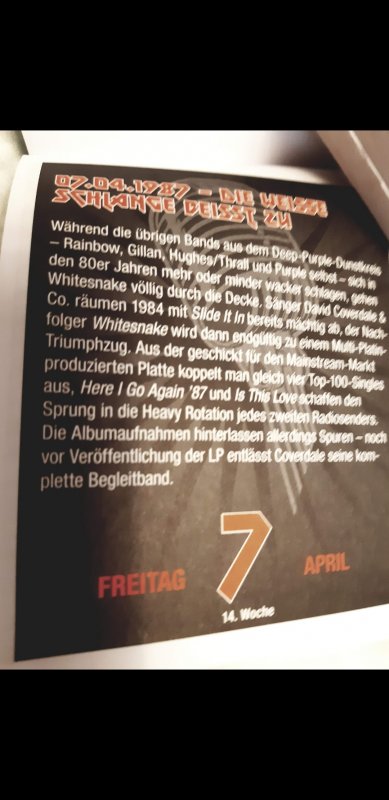 07.04.1987 – DIE WEISSE
SCHLANGE BEISST ZU
Während die übrigen Bands aus dem Deep-Purple-Dunstkreis
– Rainbow, Gillan, Hughes/Thrall und Purple selbst – sich in
den 80er Jahren mehr oder minder wacker schlagen, gehen
Whitesnake völlig durch die Decke. Sänger David Coverdale &
Co. räumen 1984 mit Slide It In bereits mächtig ab, der Nach-
folger Whitesnake wird dann endgültig zu einem Multi-Platin-
Triumphzug. Aus der geschickt für den Mainstream-Markt
produzierten Platte koppelt man gleich vier Top-100-Singles
aus, Here I Go Again '87 und Is This Love schaffen den
Sprung in die Heavy Rotation jedes zweiten Radiosenders.
Die Albumaufnahmen hinterlassen allerdings Spuren – noch
vor Veröffentlichung der LP entlässt Coverdale seine kom-
plette Begleitband.
FREITAG 7 APRIL
14. Woche